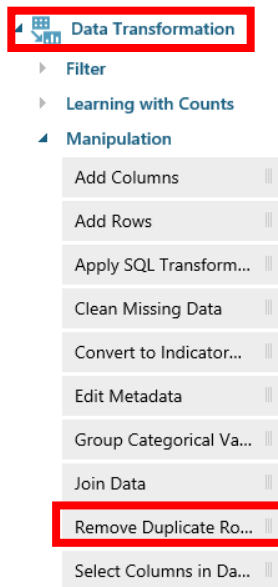 Data Transformation
Filter
Learning with Counts
Manipulation
Add Columns
Add Rows
Apply SQL Transform...
Clean Missing Data
Convert to Indicator...
Edit Metadata
Group Categorical Va...
Join Data
Remove Duplicate Ro...
Select Columns in Da...